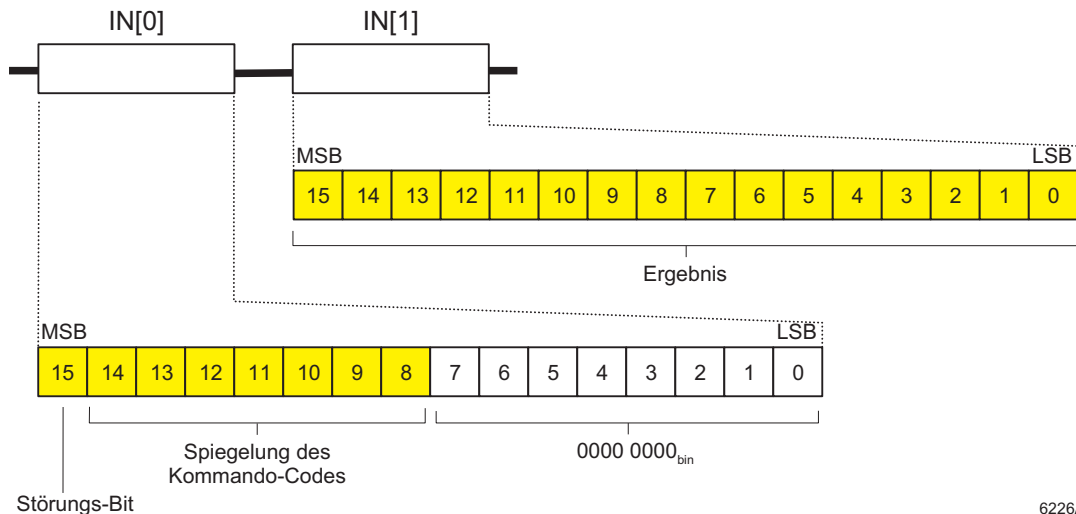 IN[0] IN[1]
MSB LSB
15 14 13 12 11 10 9 8 7 6 5 4 3 2 1 0
Ergebnis
MSB LSB
15 14 13 12 11 10 9 8 7 6 5 4 3 2 1 0
Spiegelung des
Kommando-Codes
0000 0000bin
Störungs-Bit